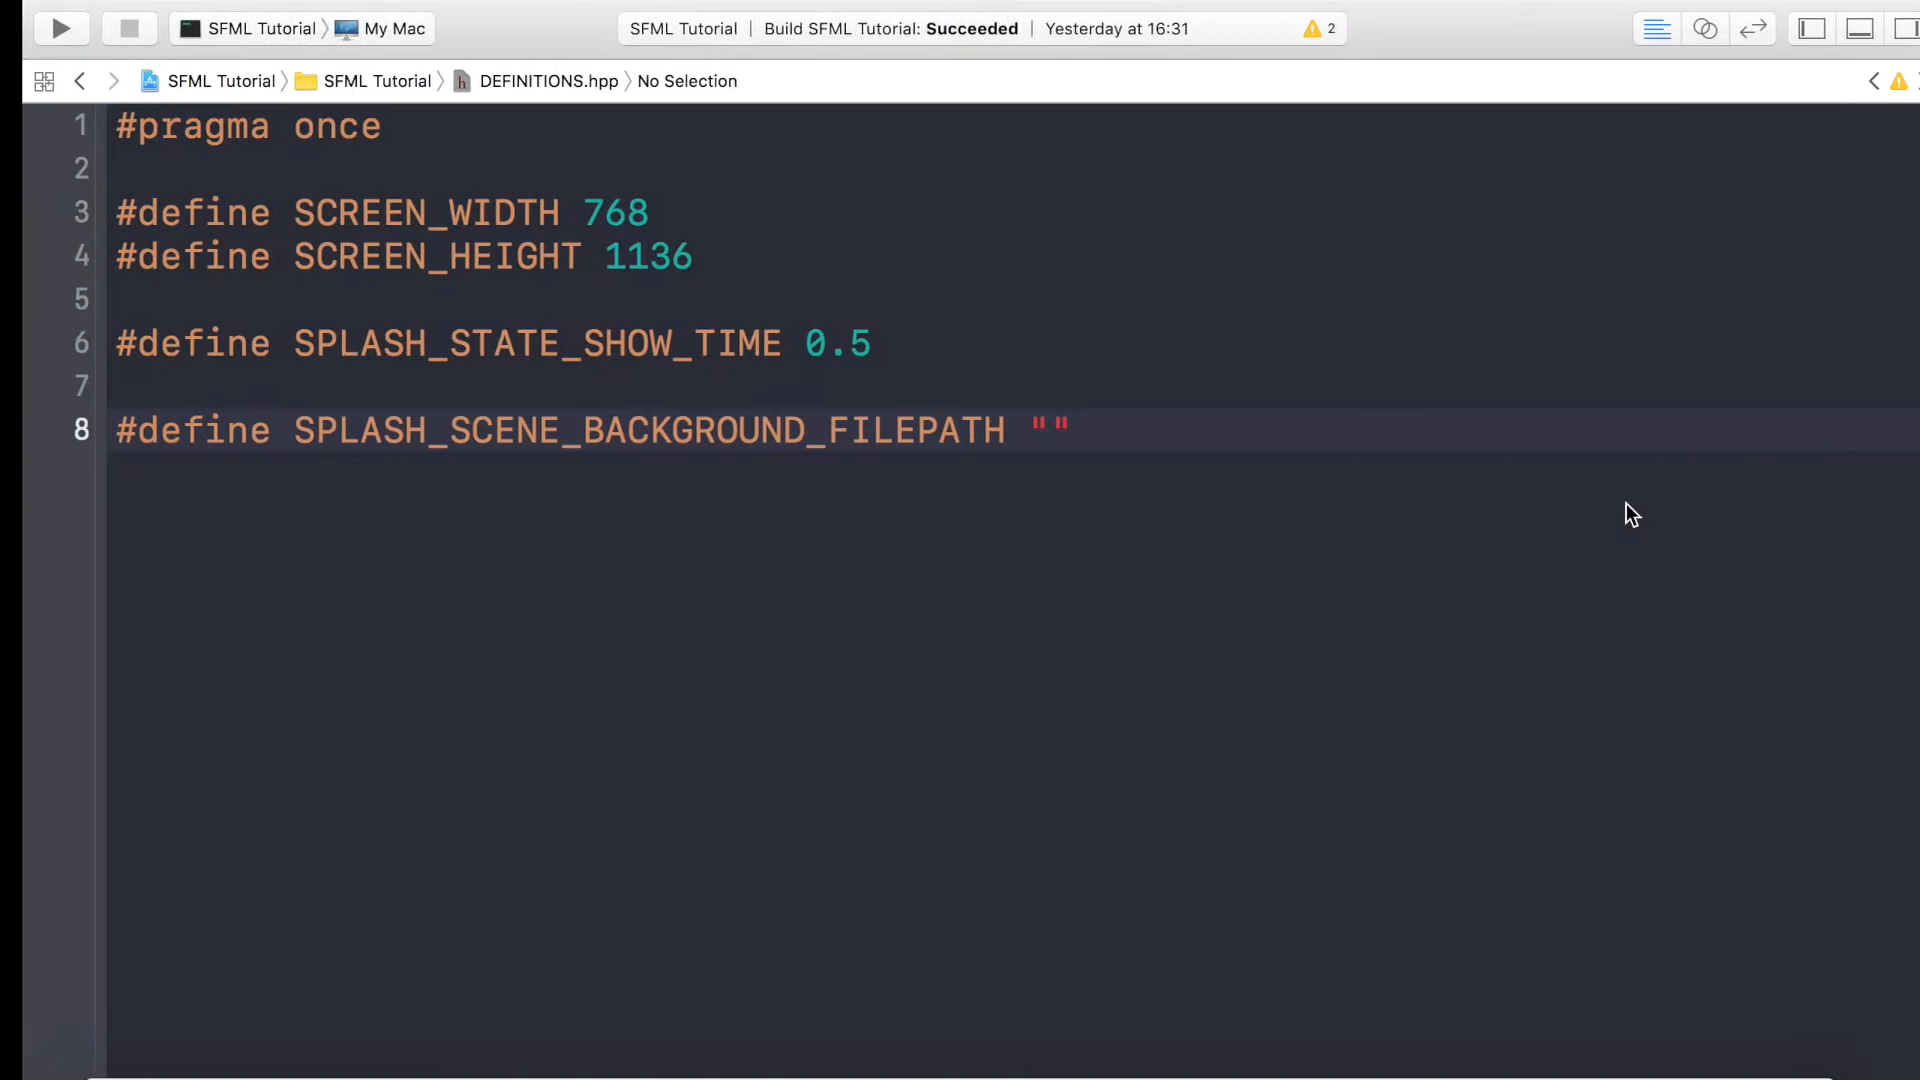 SFML Tutorial 〉 My Mac
SFML Tutorial | Build SFML Tutorial: Succeeded | Yesterday at 16:31
2
SFML Tutorial 〉 SFML Tutorial 〉 h DEFINITIONS.hpp 〉 No Selection
1 #pragma once
2
3 #define SCREEN_WIDTH 768
4 #define SCREEN_HEIGHT 1136
5
6 #define SPLASH_STATE_SHOW_TIME 0.5
7
8 #define SPLASH_SCENE_BACKGROUND_FILEPATH ""